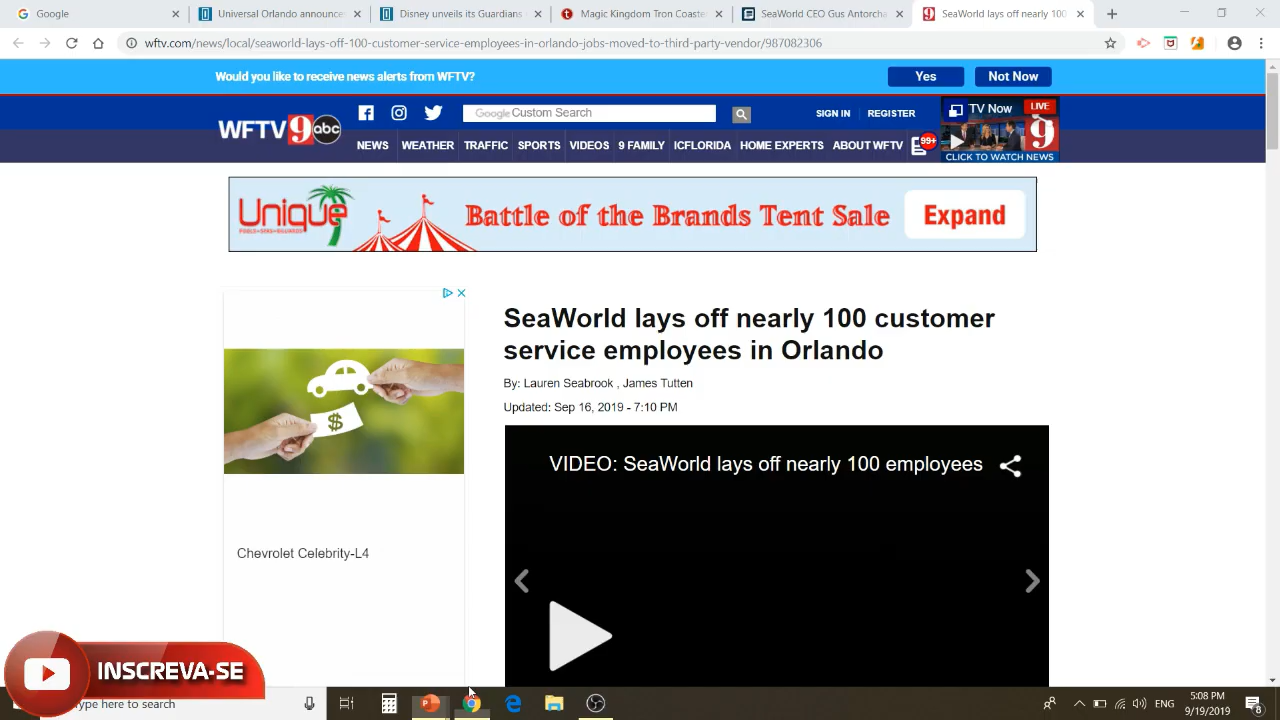 Google
Universal Orlando announce
Disney unveils its Guardians
Magic Kingdom Tron Coaste
SeaWorld CEO Gus Antorcha
SeaWorld lays off nearly 100
wftv.com/news/local/seaworld-lays-off-100-customer-service-employees-in-orlando-jobs-moved-to-third-party-vendor/987082306
Would you like to receive news alerts from WFTV?
Yes
Not Now
WFTV 9 abc
Google Custom Search
SIGN IN
REGISTER
TV Now
LIVE
9
CLICK TO WATCH NEWS
NEWS
WEATHER
TRAFFIC
SPORTS
VIDEOS
9 FAMILY
ICFLORIDA
HOME EXPERTS
ABOUT WFTV
99+
Unique
POOLS•SPAS•BILLIARDS
Battle of the Brands Tent Sale
Expand
SeaWorld lays off nearly 100 customer
service employees in Orlando
By: Lauren Seabrook , James Tutten
Updated: Sep 16, 2019 - 7:10 PM
VIDEO: SeaWorld lays off nearly 100 employees
$
Chevrolet Celebrity-L4
INSCREVA-SE
ype here to search
ENG
5:08 PM
9/19/2019
8